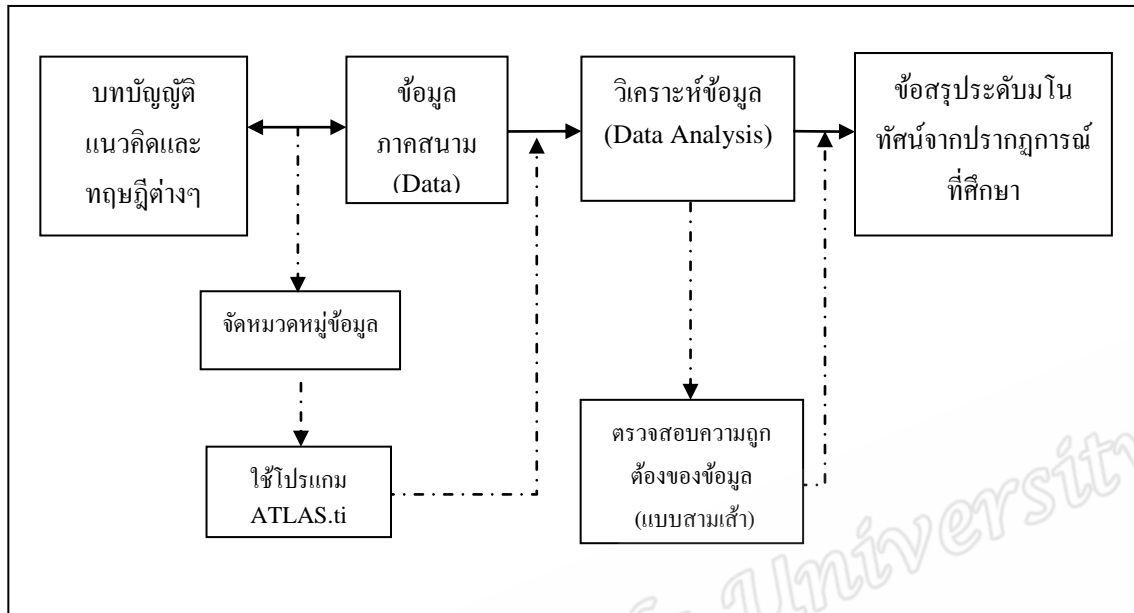 บทบัญญัติ
แนวคิดและ
ทฤษฎีต่างๆ
ข้อมูล
ภาคสนาม
(Data)
วิเคราะห์ข้อมูล
(Data Analysis)
ข้อสรุประดับมโน
ทัศน์จากปรากฏการณ์
ที่ศึกษา
จัดหมวดหมู่ข้อมูล
ใช้โปรแกม
ATLAS.ti
ตรวจสอบความถูก
ต้องของข้อมูล
(แบบสามเส้า)
University